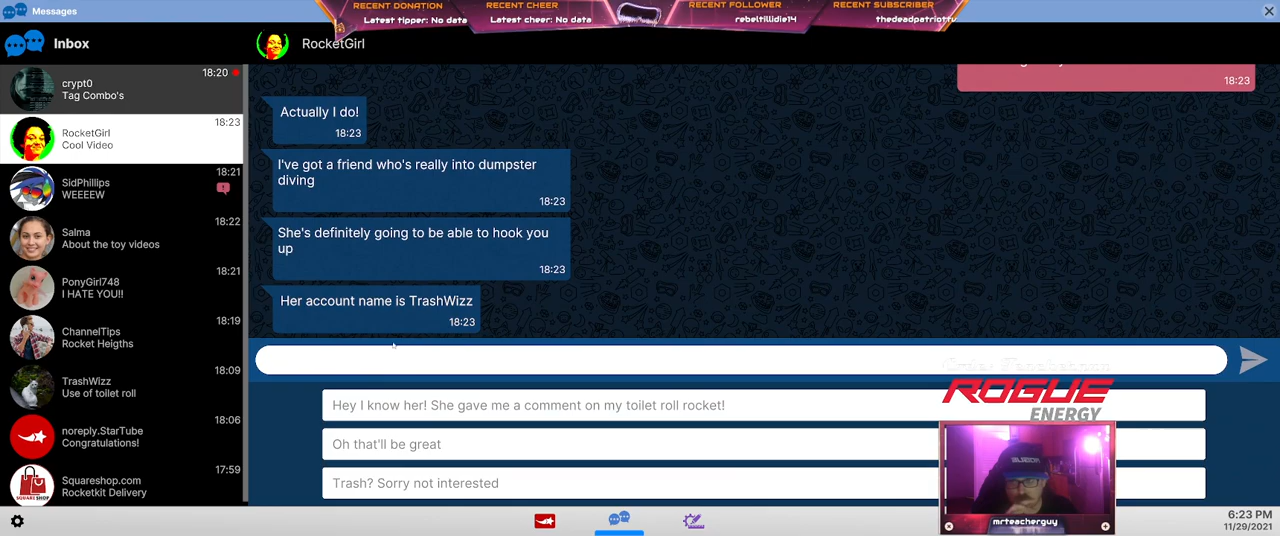 Messages
RECENT DONATION
Latest tipper: No data
RECENT CHEER
Latest cheer: No data
RECENT FOLLOWER
rebeltilldie14
RECENT SUBSCRIBER
thedeadpatriottv
Inbox
RocketGirl
crypt0
Tag Combo's
18:20
RocketGirl
Cool Video
18:23
SidPhillips
WEEEEW
18:21
Salma
About the toy videos
18:22
PonyGirl748
I HATE YOU!!
18:21
ChannelTips
Rocket Heigths
18:19
TrashWizz
Use of toilet roll
18:09
noreply.StarTube
Congratulations!
18:06
Squareshop.com
Rocketkit Delivery
17:59
SQUARE SHOP
18:23
Actually I do!
18:23
I've got a friend who's really into dumpster
diving
18:23
She's definitely going to be able to hook you
up
18:23
Her account name is TrashWizz
18:23
Hey I know her! She gave me a comment on my toilet roll rocket!
Oh that'll be great
Trash? Sorry not interested
ROGUE
ENERGY
mrteacherguy
6:23 PM
11/29/2021